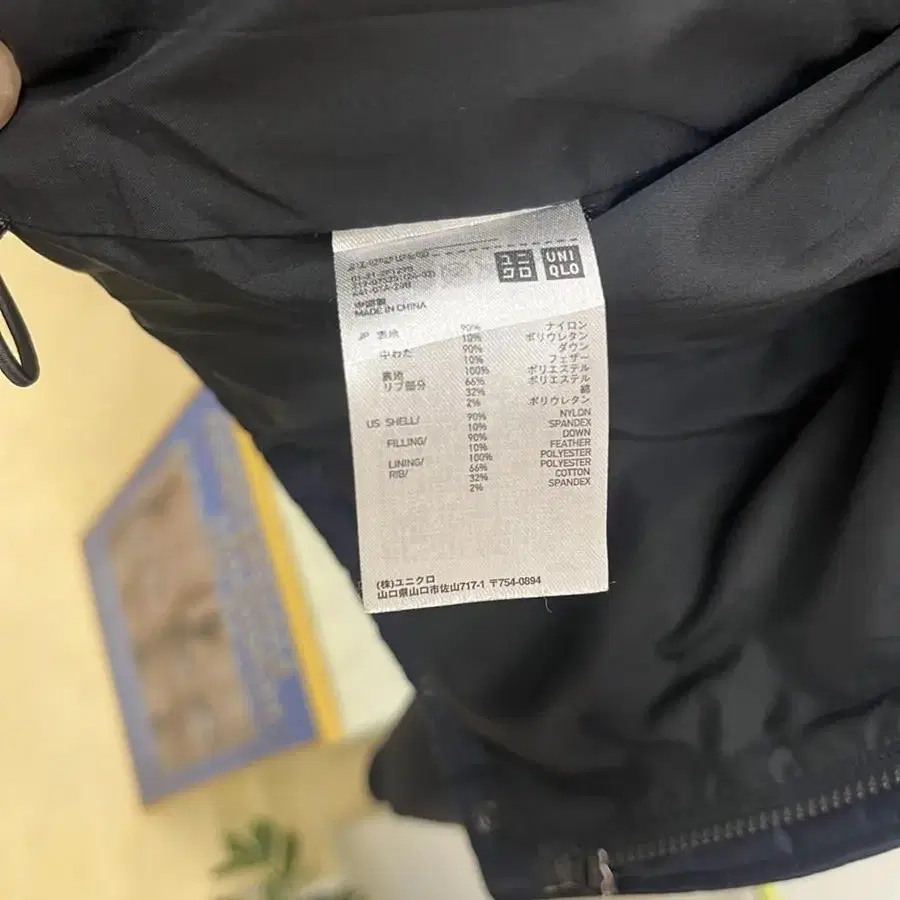 ユニクロ UNIQLO
中国製
MADE IN CHINA
JP 表地 90% ナイロン
10% ポリウレタン
中わた 90% ダウン
10% フェザー
裏地 100% ポリエステル
リブ部分 66% ポリエステル
32% 綿
2% ポリウレタン
US SHELL/ 90% NYLON
10% SPANDEX
FILLING/ 90% DOWN
10% FEATHER
LINING/ 100% POLYESTER
RIB/ 66% POLYESTER
32% COTTON
2% SPANDEX
(株)ユニクロ
山口県山口市佐山717-1 〒754-0894